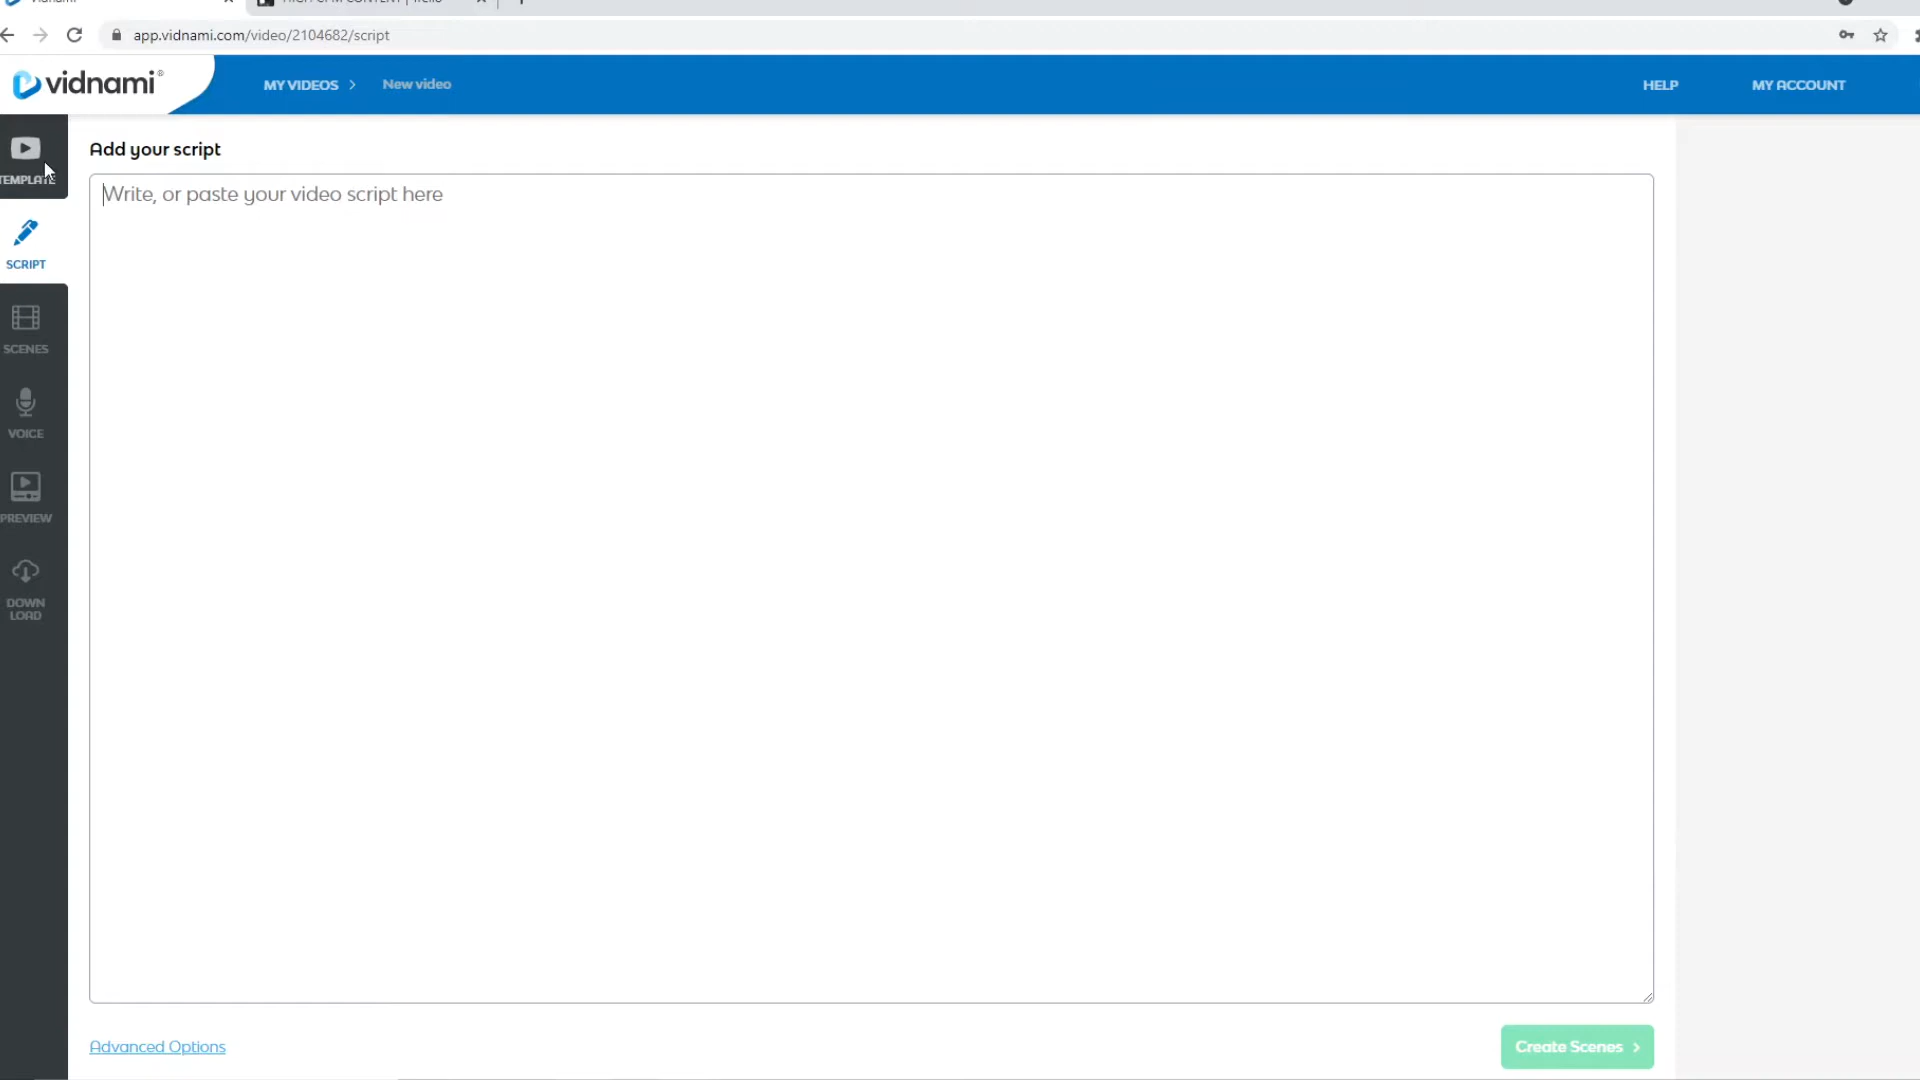 app.vidnami.com/video/2104682/script
vidnami®
MY VIDEOS
New video
HELP
MY ACCOUNT
TEMPLATE
SCRIPT
SCENES
VOICE
PREVIEW
DOWN
LOAD
Add your script
Write, or paste your video script here
Advanced Options
Create Scenes